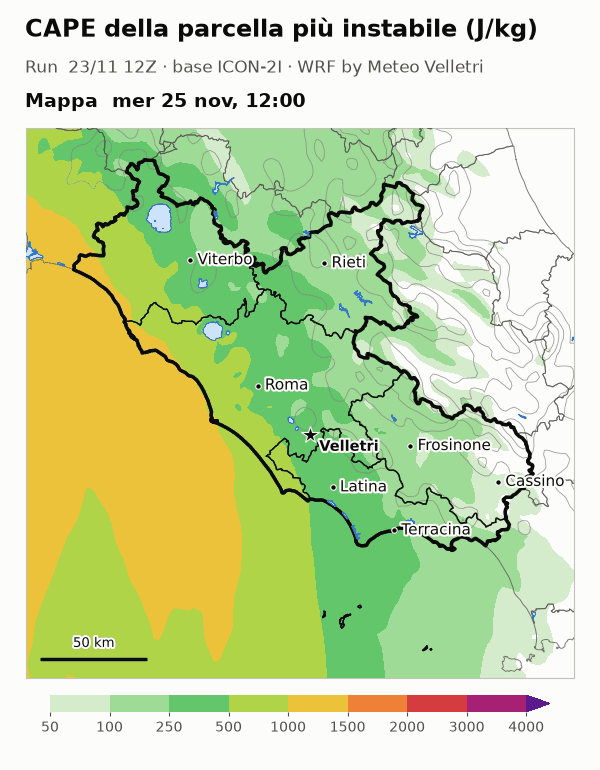 CAPE della parcella più instabile (J/kg)
Run  23/11 12Z · base ICON-2I · WRF by Meteo Velletri
Mappa  mer 25 nov, 12:00
Viterbo
Rieti
Roma
Velletri
Frosinone
Cassino
Latina
Terracina
50 km
50 100 250 500 1000 1500 2000 3000 4000